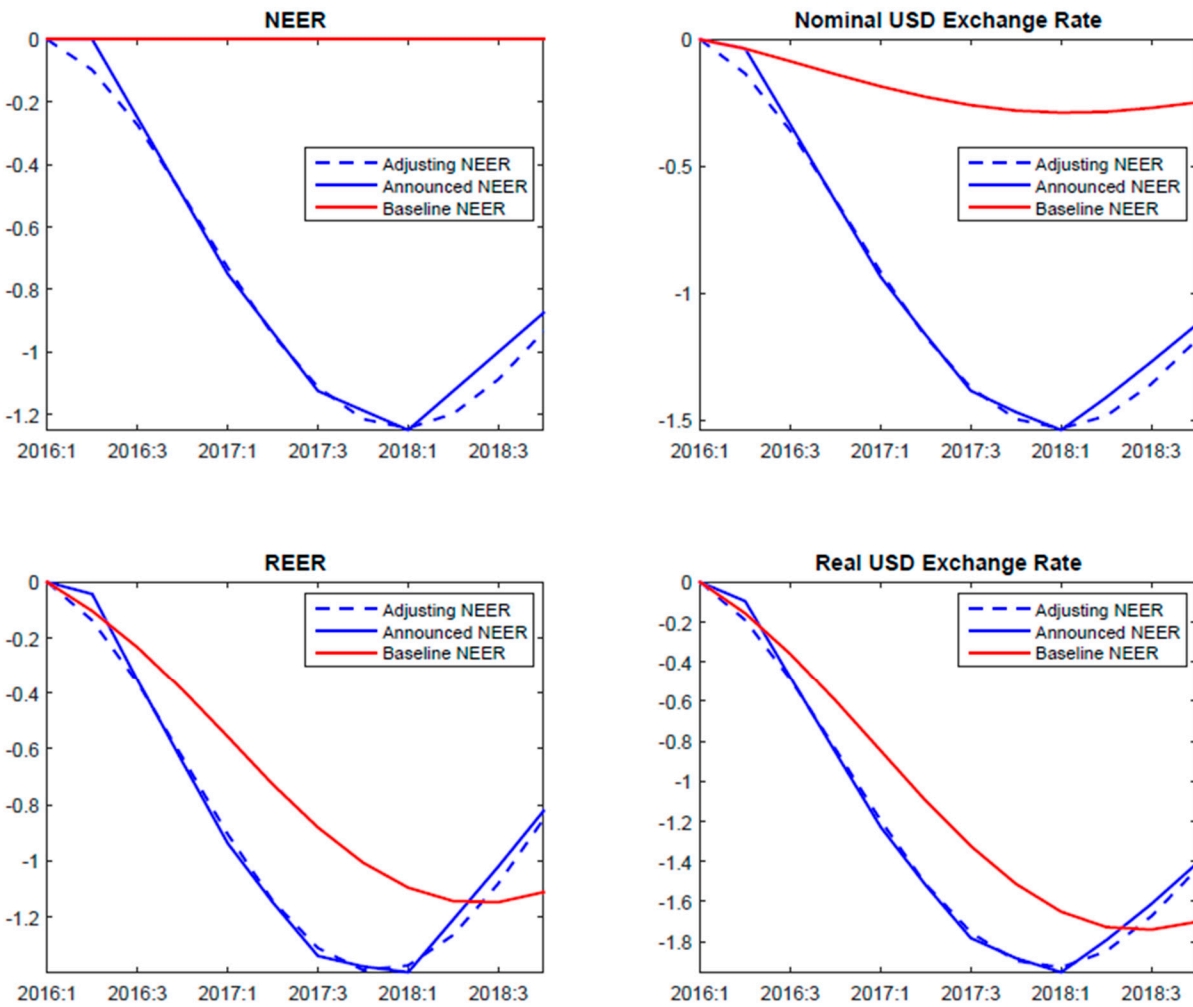 NEER
0
-0.2
-0.4
-0.6
-0.8
-1
-1.2
Adjusting NEER
Announced NEER
Baseline NEER
2016:1 2016:3 2017:1 2017:3 2018:1 2018:3
Nominal USD Exchange Rate
0
-0.5
-1
-1.5
Adjusting NEER
Announced NEER
Baseline NEER
2016:1 2016:3 2017:1 2017:3 2018:1 2018:3
REER
0
-0.2
-0.4
-0.6
-0.8
-1
-1.2
Adjusting NEER
Announced NEER
Baseline NEER
2016:1 2016:3 2017:1 2017:3 2018:1 2018:3
Real USD Exchange Rate
0
-0.2
-0.4
-0.6
-0.8
-1
-1.2
-1.4
-1.6
-1.8
Adjusting NEER
Announced NEER
Baseline NEER
2016:1 2016:3 2017:1 2017:3 2018:1 2018:3